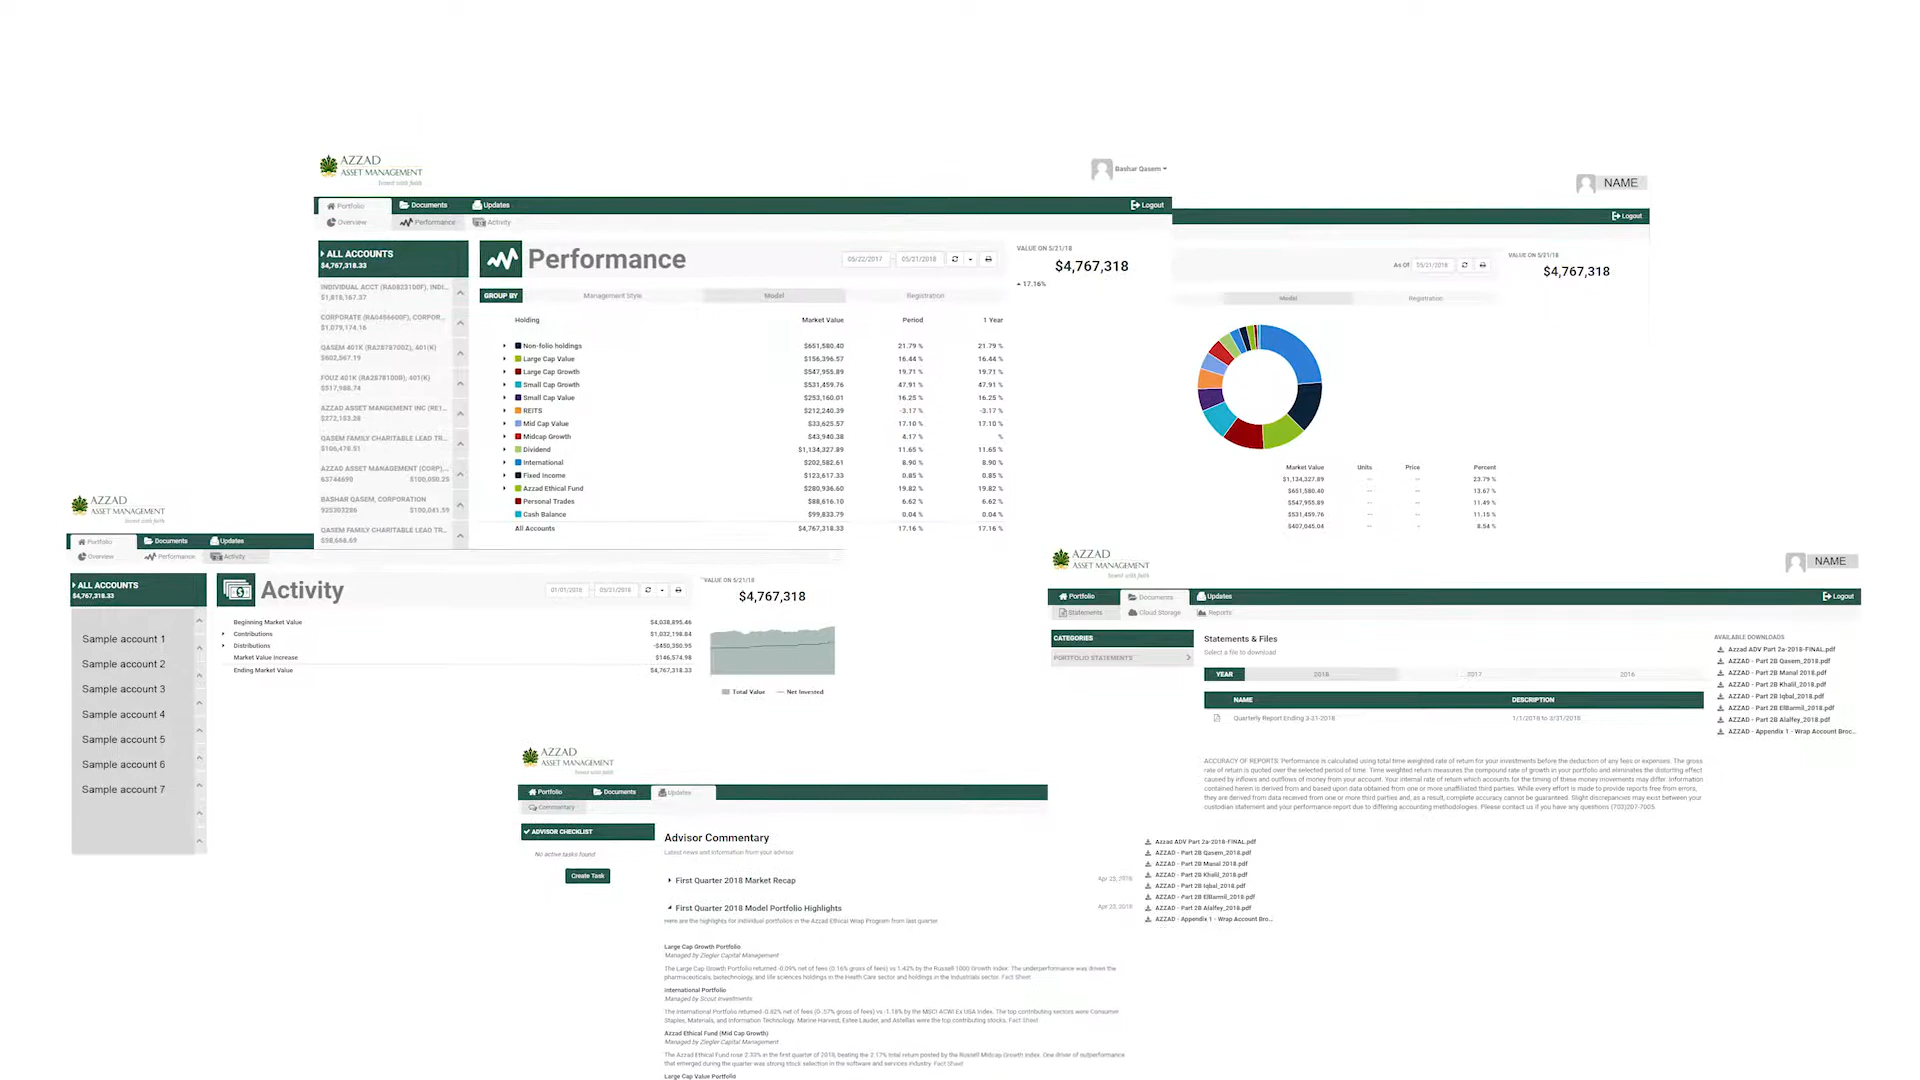 AZZAD
ASSET MANAGEMENT
Invest with faith
Bashar Qasem
Portfolio
Documents
Updates
Logout
Overview
Performance
Activity
ALL ACCOUNTS
$4,767,318.33
INDIVIDUAL ACCT (RA0823100F), INDI...
$1,818,167.37
CORPORATE (RA0456600F), CORPOR...
$1,079,174.16
QASEM 401K (RA2878700Z), 401(K)
$602,567.19
FOUZ 401K (RA2878100B), 401(K)
$517,988.74
AZZAD ASSET MANGEMENT INC (RE1...
$272,153.28
QASEM FAMILY CHARITABLE LEAD TR...
$106,478.51
AZZAD ASSET MANAGEMENT (CORP),...
63744690 $100,050.25
BASHAR QASEM, CORPORATION
925303286 $100,041.59
QASEM FAMILY CHARITABLE LEAD TR...
$98,668.69
Performance
05/22/2017 - 05/21/2018
VALUE ON 5/21/18
$4,767,318
17.16%
GROUP BY Management Style Model Registration
Holding Market Value Period 1 Year
Non-folio holdings $651,580.40 21.79 % 21.79 %
Large Cap Value $156,396.57 16.44 % 16.44 %
Large Cap Growth $547,955.89 19.71 % 19.71 %
Small Cap Growth $531,459.76 47.91 % 47.91 %
Small Cap Value $253,160.01 16.25 % 16.25 %
REITS $212,240.39 -3.17 % -3.17 %
Mid Cap Value $33,625.57 17.10 % 17.10 %
Midcap Growth $43,940.38 4.17 % %
Dividend $1,134,327.89 11.65 % 11.65 %
International $202,582.61 8.90 % 8.90 %
Fixed Income $123,617.33 0.85 % 0.85 %
Azzad Ethical Fund $280,936.60 19.82 % 19.82 %
Personal Trades $88,616.10 6.62 % 6.62 %
Cash Balance $99,833.79 0.04 % 0.04 %
All Accounts $4,767,318.33 17.16 % 17.16 %
NAME
Logout
As Of 05/21/2018
VALUE ON 5/21/18
$4,767,318
Model Registration
Market Value Units Price Percent
$1,134,327.89 -- -- 23.79 %
$651,580.40 -- -- 13.67 %
$547,955.89 -- -- 11.49 %
$531,459.76 -- -- 11.15 %
$407,045.04 -- - 8.54 %
AZZAD
ASSET MANAGEMENT
Invest with faith
Portfolio
Documents
Updates
Overview
Performance
Activity
ALL ACCOUNTS
$4,767,318.33
Sample account 1
Sample account 2
Sample account 3
Sample account 4
Sample account 5
Sample account 6
Sample account 7
Activity
01/01/2018 - 05/21/2018
VALUE ON 5/21/18
$4,767,318
Beginning Market Value $4,038,895.46
Contributions $1,032,198.84
Distributions -$450,350.95
Market Value Increase $146,574.98
Ending Market Value $4,767,318.33
Total Value Net Invested
AZZAD
ASSET MANAGEMENT
Invest with faith
NAME
Portfolio
Documents
Updates
Logout
Statements
Cloud Storage
Reports
CATEGORIES
PORTFOLIO STATEMENTS
Statements & Files
Select a file to download
YEAR 2018 2017 2016
NAME DESCRIPTION
Quarterly Report Ending 3-31-2018 1/1/2018 to 3/31/2018
AVAILABLE DOWNLOADS
Azzad ADV Part 2a-2018-FINAL.pdf
AZZAD - Part 2B Qasem_2018.pdf
AZZAD - Part 2B Manal 2018.pdf
AZZAD - Part 2B Khalil_2018.pdf
AZZAD - Part 2B Iqbal_2018.pdf
AZZAD - Part 2B ElBarmil_2018.pdf
AZZAD - Part 2B Alalfey_2018.pdf
AZZAD - Appendix 1 - Wrap Account Broc...
ACCURACY OF REPORTS: Performance is calculated using total time weighted rate of return for your investments before the deduction of any fees or expenses. The gross
rate of return is quoted over the selected period of time. Time weighted return measures the compound rate of growth in your portfolio and eliminates the distorting effect
caused by inflows and outflows of money from your account. Your internal rate of return which accounts for the timing of these money movements may differ. Information
contained herein is derived from and based upon data obtained from one or more unaffiliated third parties. While every effort is made to provide reports free from errors,
they are derived from data received from one or more third parties and, as a result, complete accuracy cannot be guaranteed. Slight discrepancies may exist between your
custodian statement and your performance report due to differing accounting methodologies. Please contact us if you have any questions (703)207-7005.
AZZAD
ASSET MANAGEMENT
Invest with faith
Portfolio
Documents
Updates
Commentary
ADVISOR CHECKLIST
No active tasks found
Create Task
Advisor Commentary
Latest news and information from your advisor
First Quarter 2018 Market Recap Apr 23, 2018
First Quarter 2018 Model Portfolio Highlights Apr 23, 2018
Here are the highlights for individual portfolios in the Azzad Ethical Wrap Program from last quarter
Large Cap Growth Portfolio
Managed by Ziegler Capital Management
The Large Cap Growth Portfolio returned -0.09% net of fees (0.16% gross of fees) vs 1.42% by the Russell 1000 Growth Index. The underperformance was driven the
pharmaceuticals, biotechnology, and life sciences holdings in the Heath Care sector and holdings in the Industrials sector. Fact Sheet
International Portfolio
Managed by Scout Investments
The International Portfolio returned -0.82% net of fees (0-.57% gross of fees) vs -1.18% by the MSCI ACWI Ex USA Index. The top contributing sectors were Consumer
Staples, Materials, and Information Technology. Marine Harvest, Estee Lauder, and Astellas were the top contributing stocks. Fact Sheet
Azzad Ethical Fund (Mid Cap Growth)
Managed by Ziegler Capital Management
The Azzad Ethical Fund rose 2.33% in the first quarter of 2018, beating the 2.17% total return posted by the Russell Midcap Growth Index. One driver of outperformance
that emerged during the quarter was strong stock selection in the software and services industry. Fact Sheet
Large Cap Value Portfolio
Azzad ADV Part 2a-2018-FINAL.pdf
AZZAD - Part 2B Qasem_2018.pdf
AZZAD - Part 2B Manal 2018.pdf
AZZAD - Part 2B Khalil_2018.pdf
AZZAD - Part 2B Iqbal_2018.pdf
AZZAD - Part 2B ElBarmil_2018.pdf
AZZAD - Part 2B Alalfey_2018.pdf
AZZAD - Appendix 1 - Wrap Account Broc...